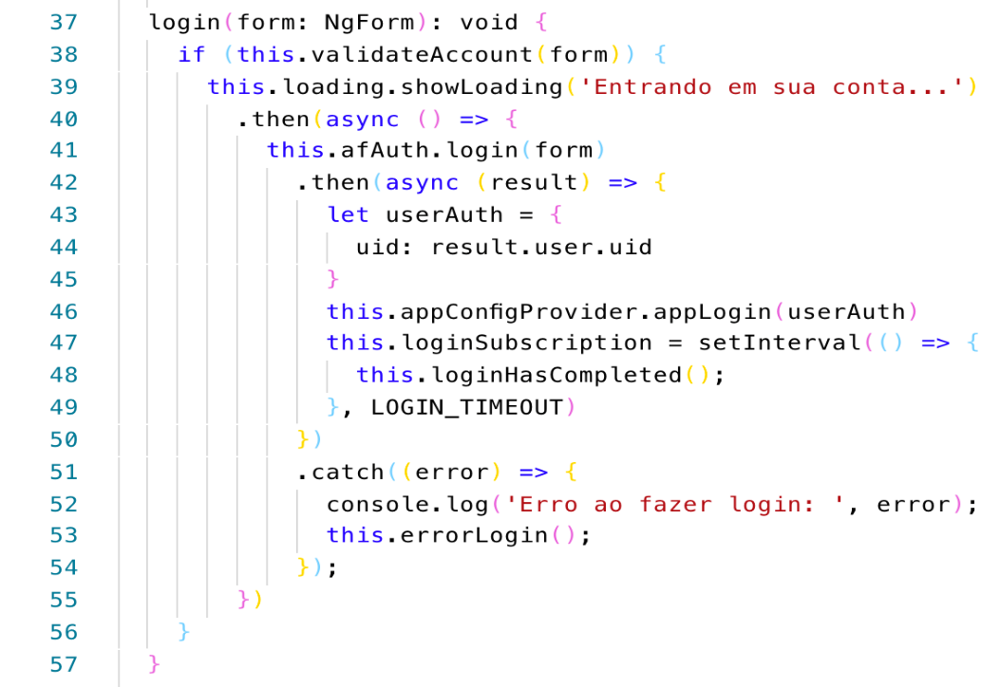 37 login(form: NgForm): void {
38 if (this.validateAccount(form)) {
39 this.loading.showLoading('Entrando em sua conta...')
40 .then(async () => {
41 this.afAuth.login(form)
42 .then(async (result) => {
43 let userAuth = {
44 uid: result.user.uid
45 }
46 this.appConfigProvider.appLogin(userAuth)
47 this.loginSubscription = setInterval(() => {
48 this.loginHasCompleted();
49 }, LOGIN_TIMEOUT)
50 })
51 .catch((error) => {
52 console.log('Erro ao fazer login: ', error);
53 this.errorLogin();
54 });
55 })
56 }
57 }